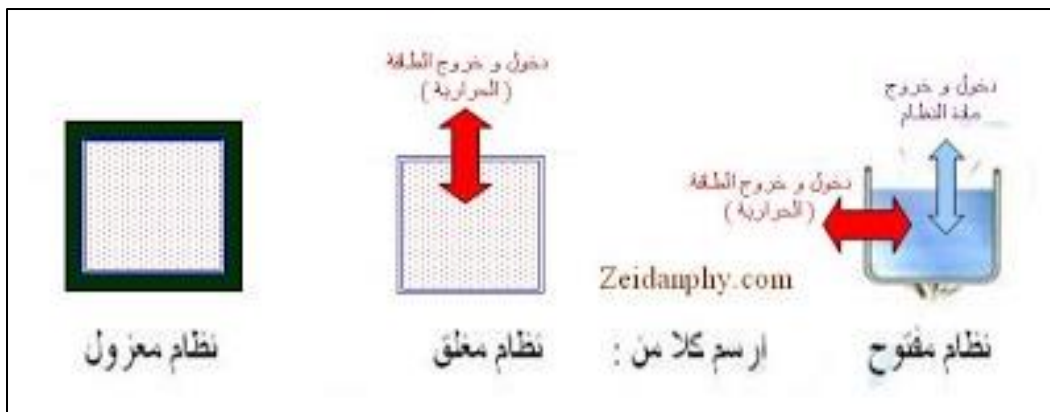 دخول و خروج
مادة النظام
دخول و خروج الطاقة
( الحرارية )
دخول و خروج الطاقة
( الحرارية )
Zeidanphy.com
نظام مفتوح
ارسم كلا من :
نظام مغلق
نظام معزول